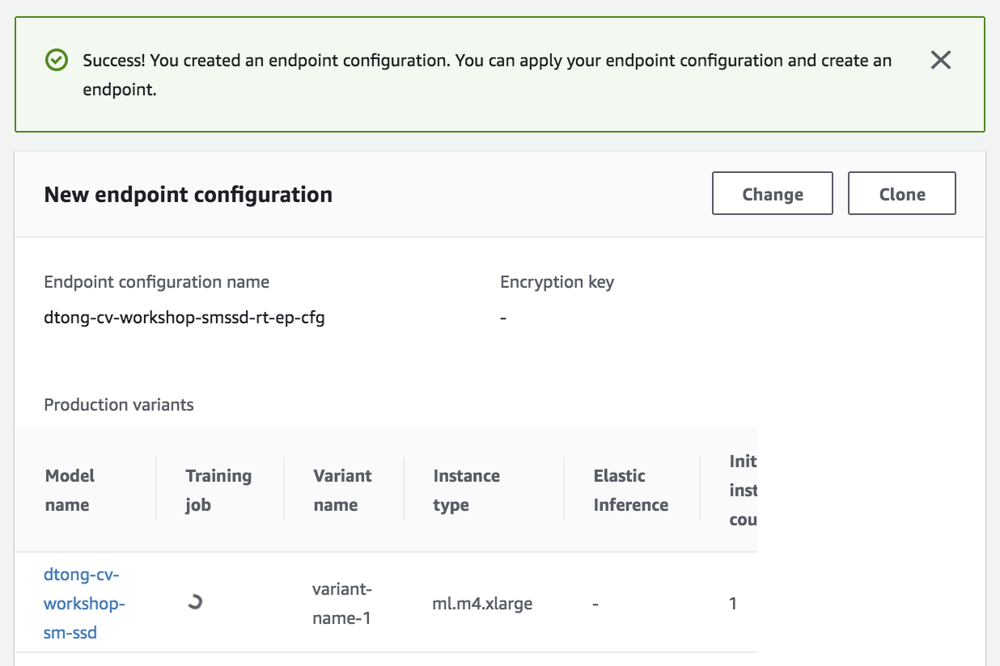 Success! You created an endpoint configuration. You can apply your endpoint configuration and create an
endpoint.
New endpoint configuration
Change
Clone
Endpoint configuration name
Encryption key
dtong-cv-workshop-smssd-rt-ep-cfg
-
Production variants
Model
name
Training
job
Variant
name
Instance
type
Elastic
Inference
Init
inst
cou
dtong-cv-
workshop-
sm-ssd
variant-
name-1
ml.m4.xlarge
-
1